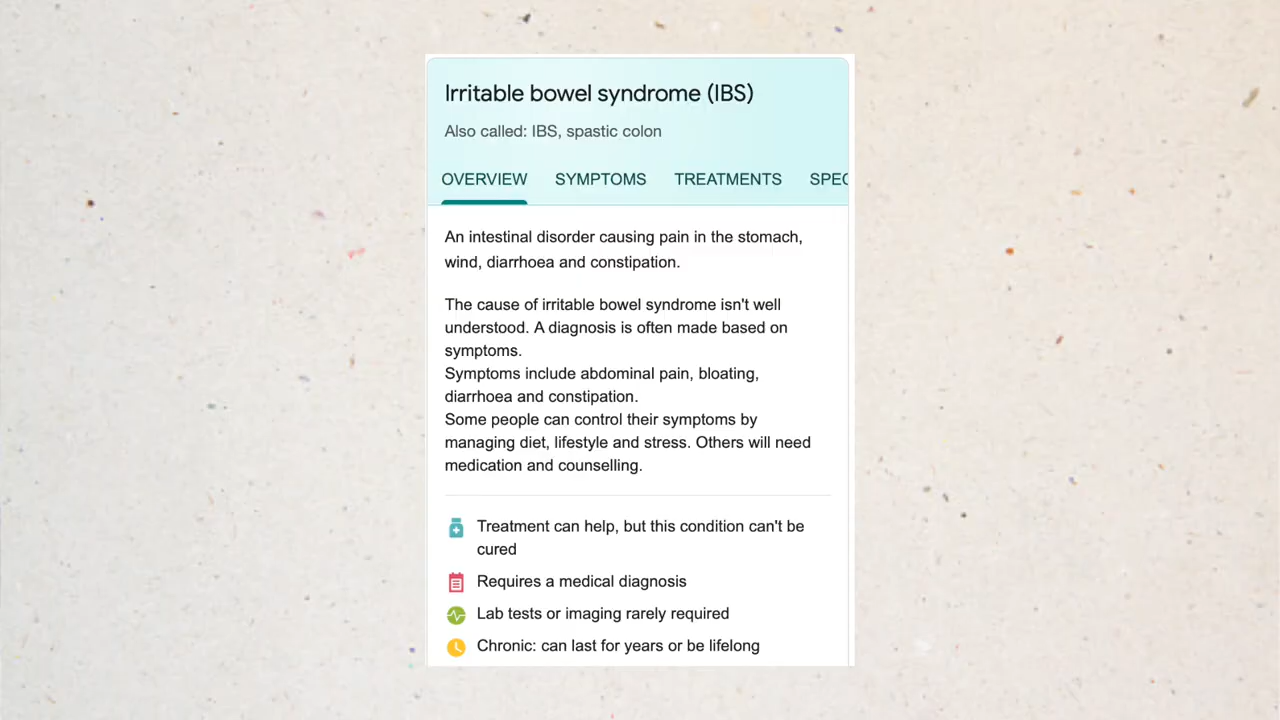 Irritable bowel syndrome (IBS)
Also called: IBS, spastic colon
OVERVIEW SYMPTOMS TREATMENTS SPEC
An intestinal disorder causing pain in the stomach,
wind, diarrhoea and constipation.
The cause of irritable bowel syndrome isn't well
understood. A diagnosis is often made based on
symptoms.
Symptoms include abdominal pain, bloating,
diarrhoea and constipation.
Some people can control their symptoms by
managing diet, lifestyle and stress. Others will need
medication and counselling.
Treatment can help, but this condition can't be
cured
Requires a medical diagnosis
Lab tests or imaging rarely required
Chronic: can last for years or be lifelong